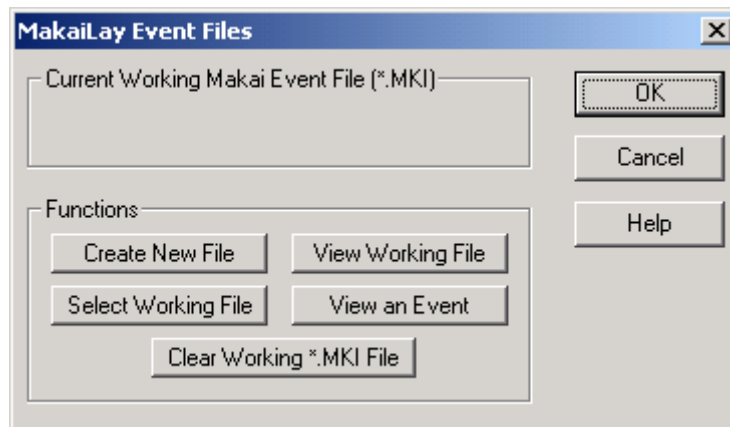 MakaiLay Event Files
Current Working Makai Event File (*.MKI)
OK
Cancel
Help
Functions
Create New File
View Working File
Select Working File
View an Event
Clear Working *.MKI File